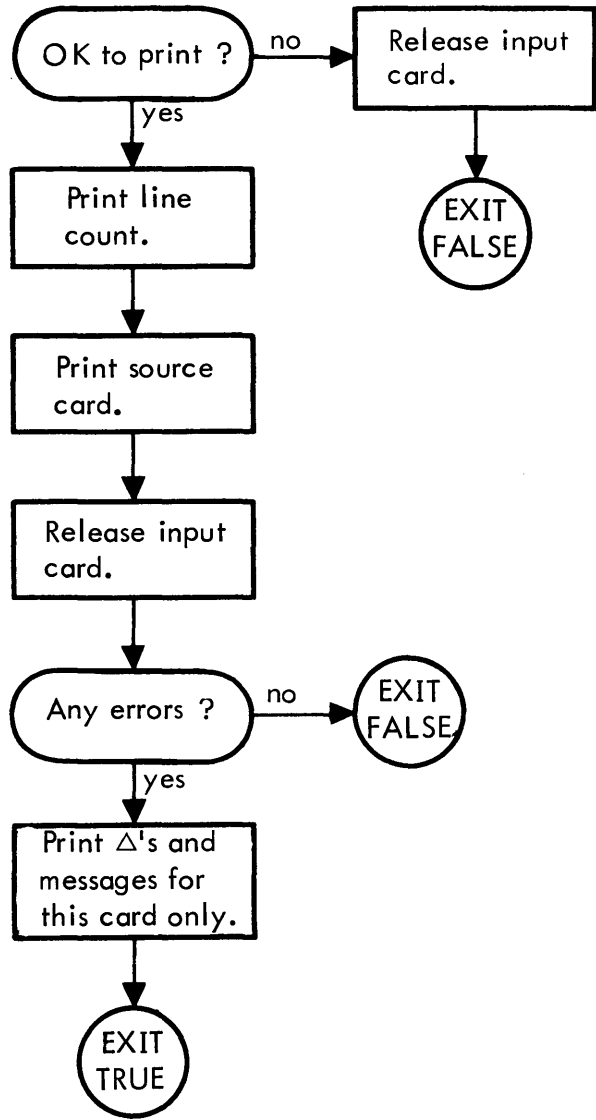 OK to print ?
no
Release input
card.
yes
EXIT
FALSE
Print line
count.
Print source
card.
Release input
card.
Any errors ?
no
EXIT
FALSE
yes
Print △'s and
messages for
this card only.
EXIT
TRUE